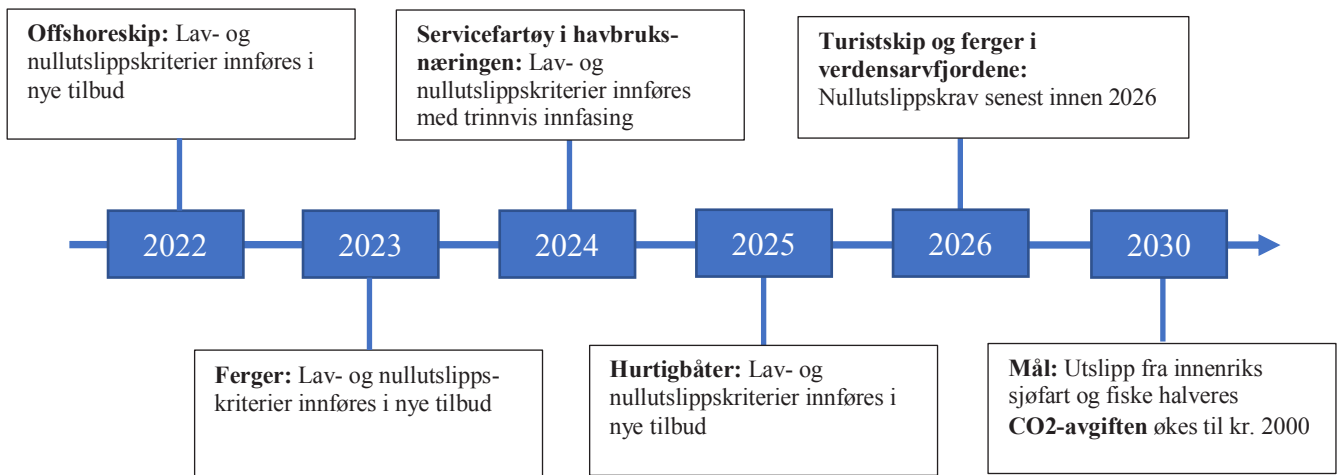 Offshoreskip: Lav- og
nullutslippskriterier innføres i
nye tilbud
Servicefartøy i havbruks-
næringen: Lav- og
nullutslippskriterier innføres
med trinnvis innfasing
Turistskip og ferger i
verdensarvfjordene:
Nullutslippskrav senest innen 2026
2022
2023
2024
2025
2026
2030
Ferger: Lav- og nullutslipps-
kriterier innføres i nye tilbud
Hurtigbåter: Lav- og
nullutslippskriterier innføres i
nye tilbud
Mål: Utslipp fra innenriks
sjøfart og fiske halveres
CO2-avgiften økes til kr. 2000